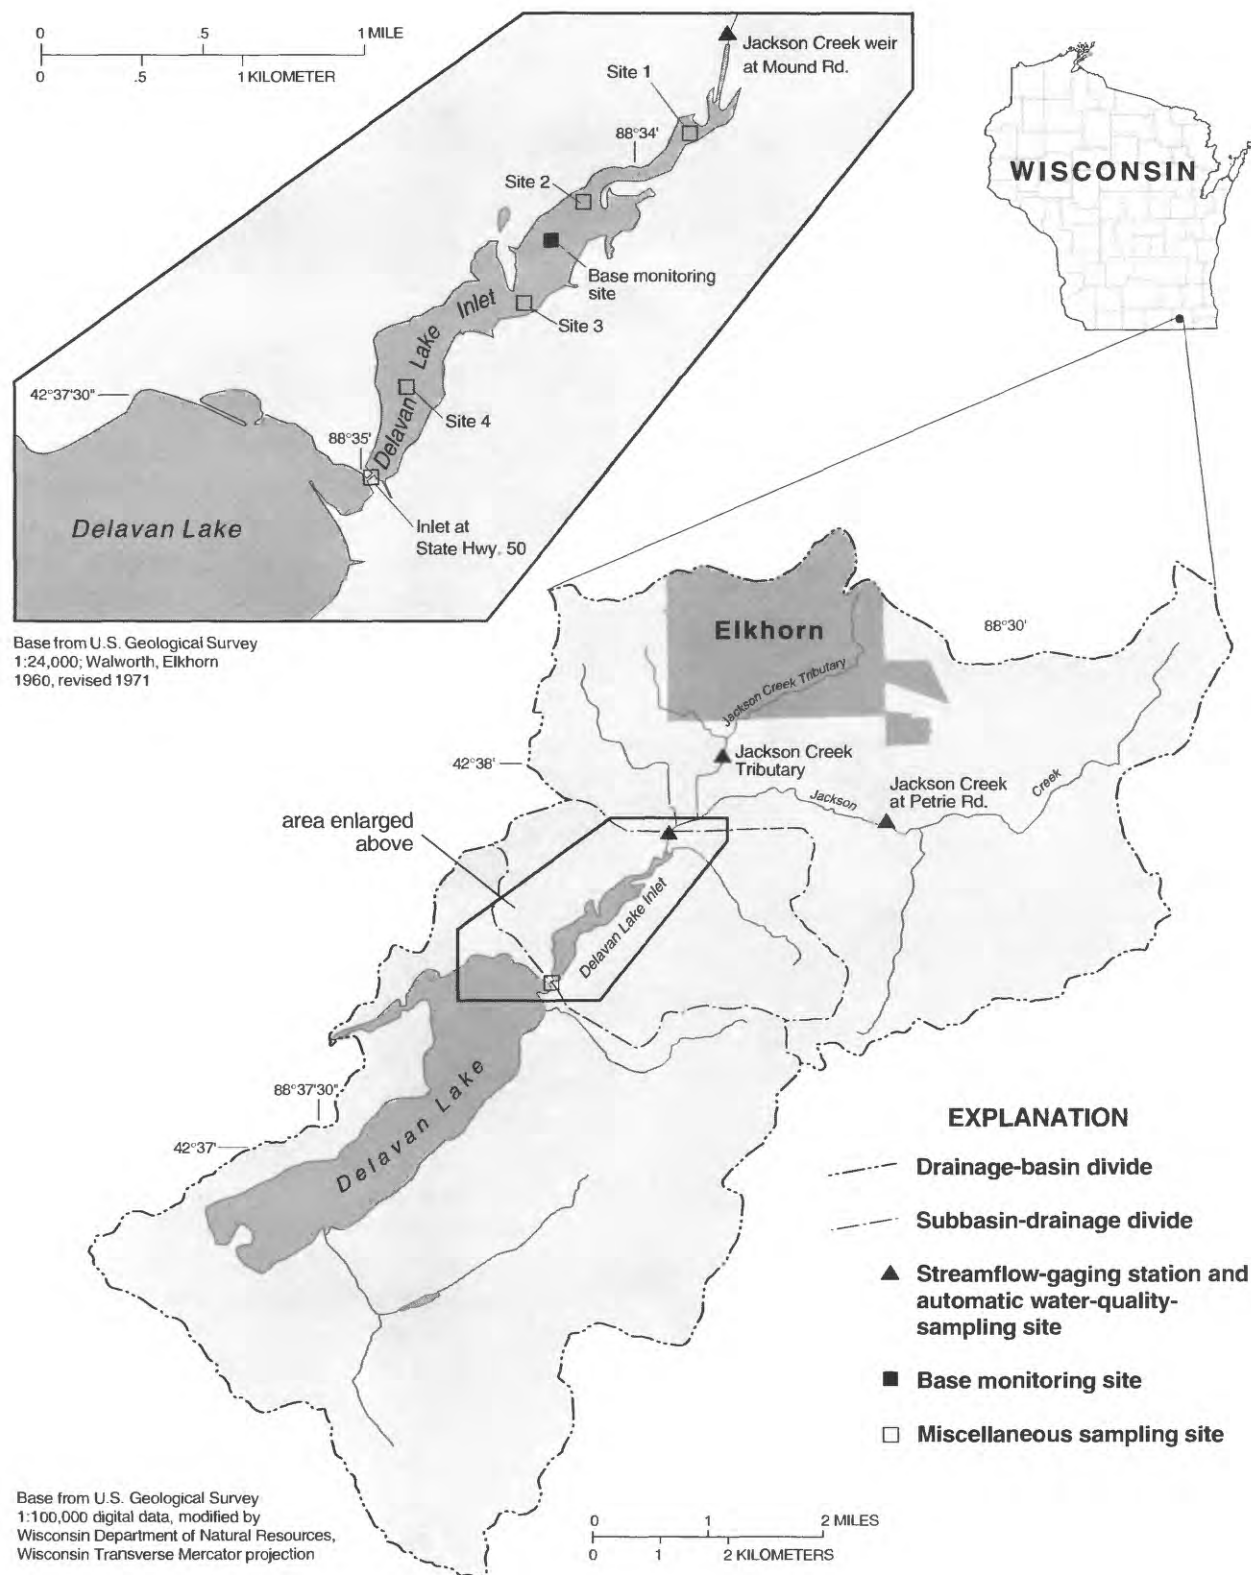 0 .5 1 MILE
0 .5 1 KILOMETER
Jackson Creek weir
at Mound Rd.
Site 1
88°34'
Site 2
Base monitoring
site
Site 3
Delavan Lake Inlet
42°37'30"
Site 4
88°35'
Delavan Lake
Inlet at
State Hwy. 50
Base from U.S. Geological Survey
1:24,000; Walworth, Elkhorn
1960, revised 1971
WISCONSIN
Elkhorn
88°30'
Jackson Creek Tributary
Jackson Creek
Tributary
42°38'
Jackson Creek
at Petrie Rd.
Jackson Creek
area enlarged
above
Delavan Lake Inlet
88°37'30"
42°37'
Delavan Lake
EXPLANATION
Drainage-basin divide
Subbasin-drainage divide
Streamflow-gaging station and
automatic water-quality-
sampling site
Base monitoring site
Miscellaneous sampling site
Base from U.S. Geological Survey
1:100,000 digital data, modified by
Wisconsin Department of Natural Resources,
Wisconsin Transverse Mercator projection
0 1 2 MILES
0 1 2 KILOMETERS